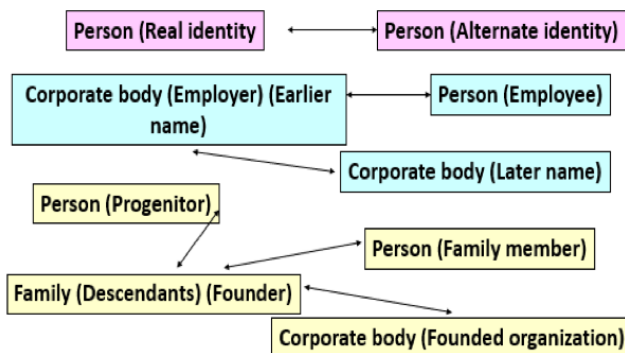 Person (Real identity
Person (Alternate identity)
Corporate body (Employer) (Earlier
name)
Person (Employee)
Corporate body (Later name)
Person (Progenitor)
Person (Family member)
Family (Descendants) (Founder)
Corporate body (Founded organization)